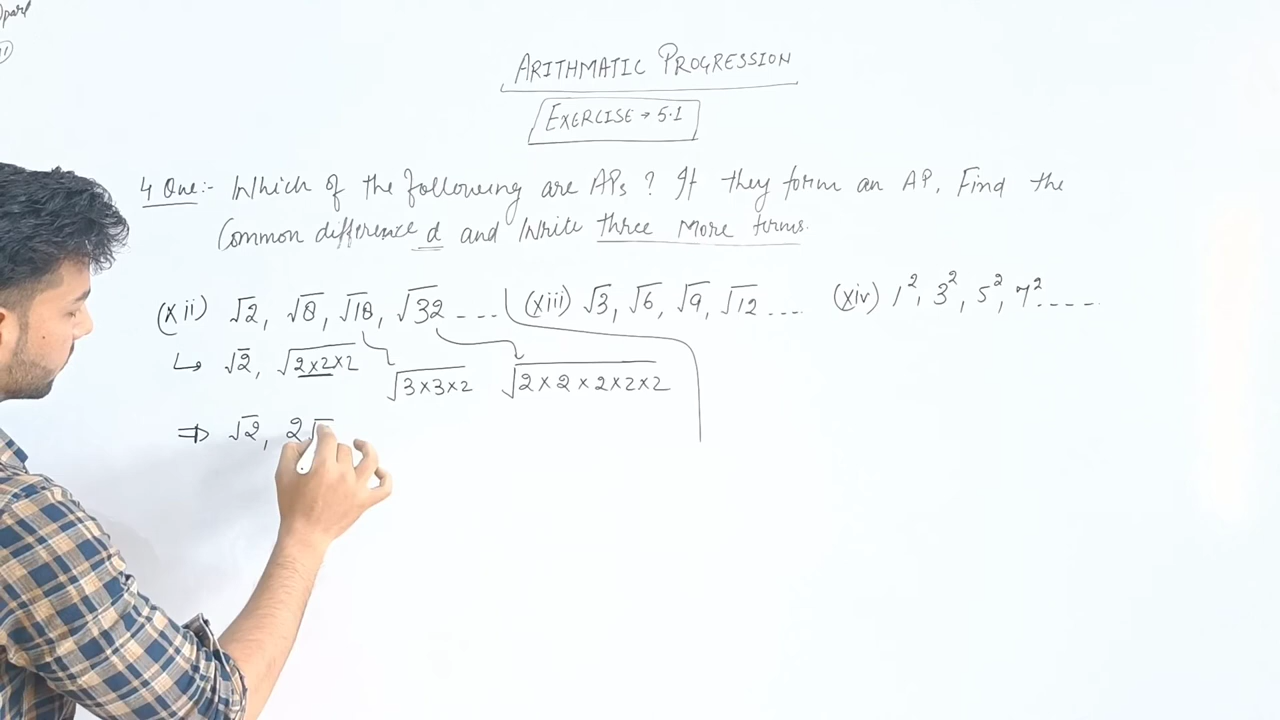 ARITHMATIC PROGRESSION
EXERCISE → 5.1
4 Que:- Which of the following are APs ? If they form an AP, Find the
Common difference d and Write three More terms.
(xii) √2, √8, √18, √32 ---- (xiii) √3, √6, √9, √12 .... (xiv) 1², 3², 5², 7² ----
↳ √2, √2×2×2 √3×3×2 √2×2×2×2×2
⇒ √2, 2√